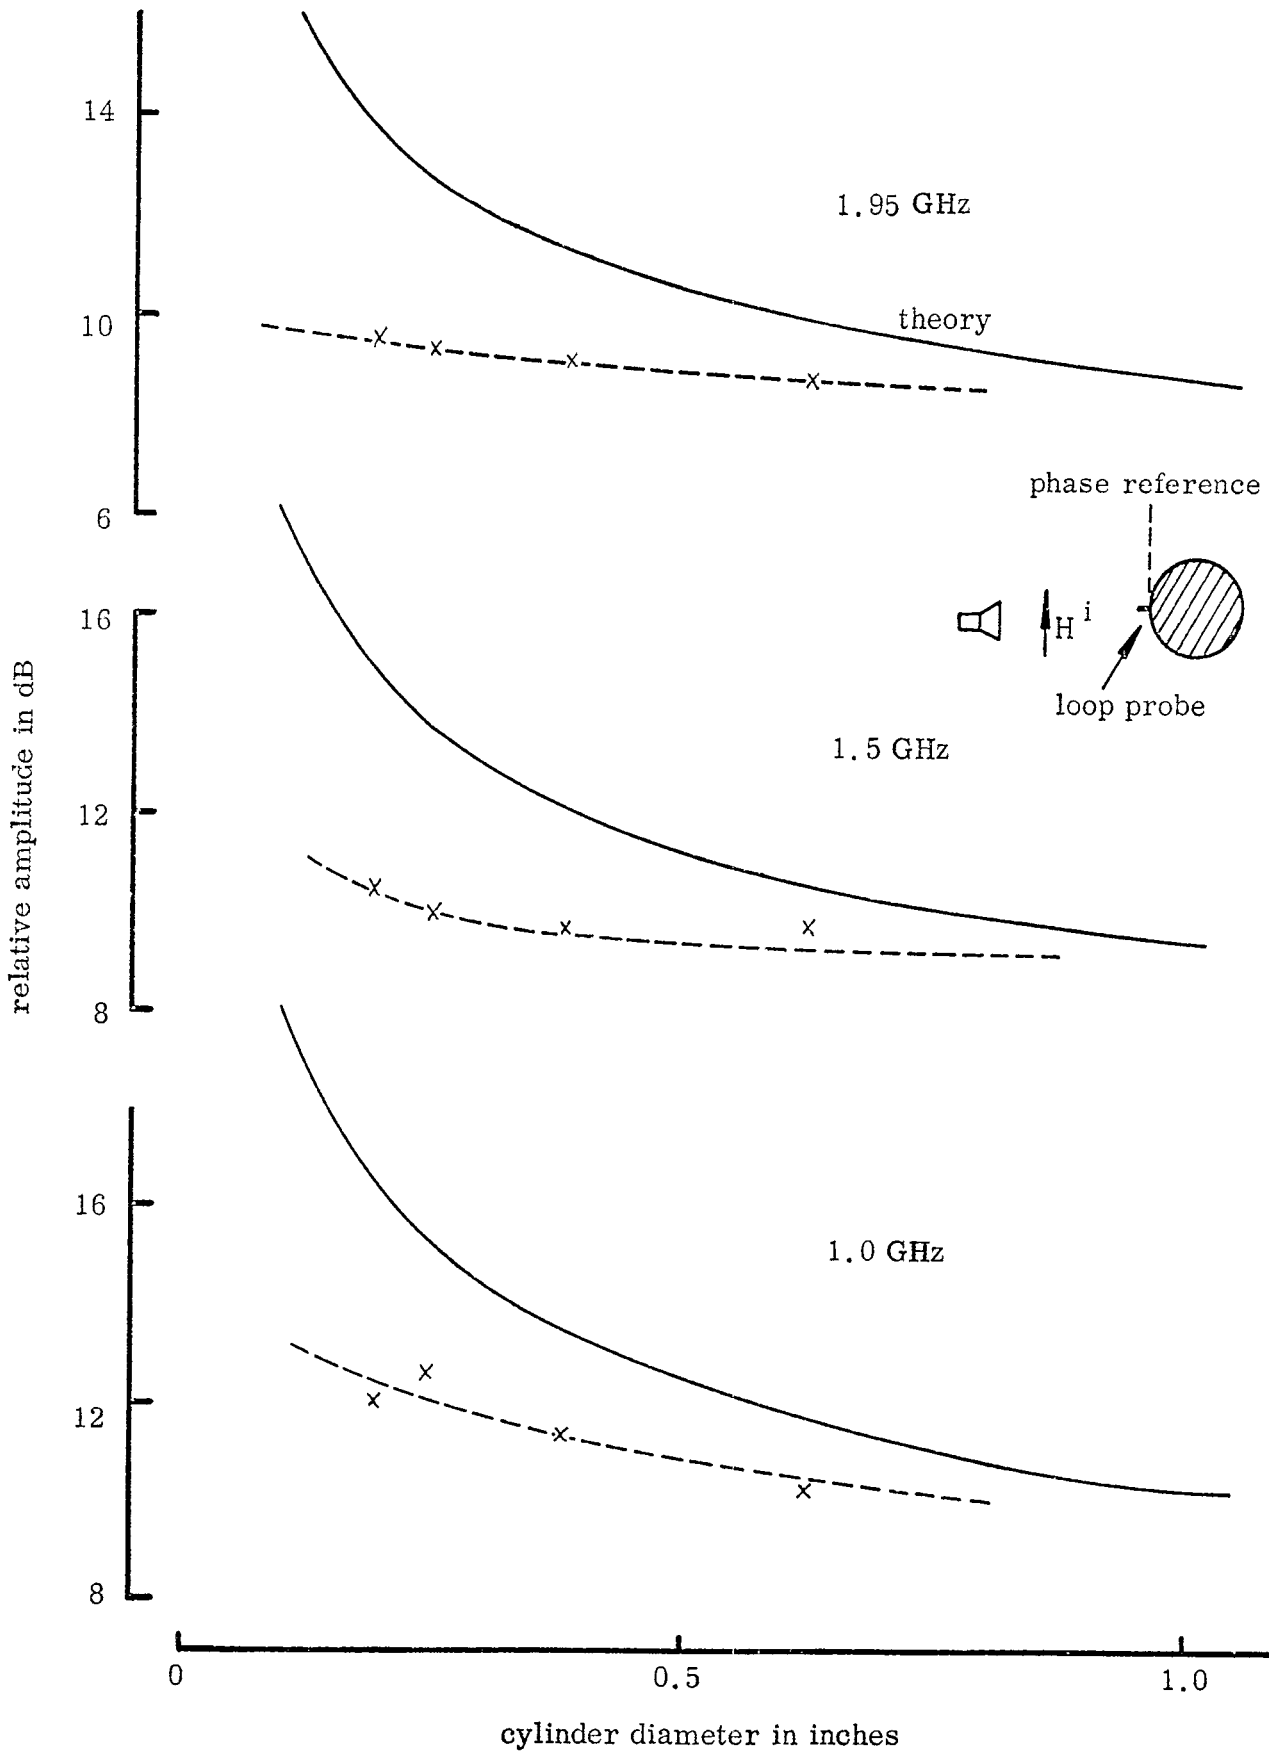 14
1.95 GHz
theory
10
phase reference
6
16
H i
loop probe
1.5 GHz
12
relative amplitude in dB
8
16
1.0 GHz
12
8
0 0.5 1.0
cylinder diameter in inches